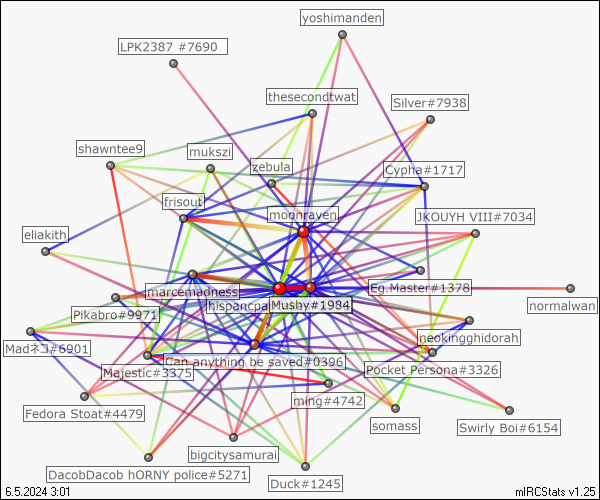 yoshimanden
LPK2387 #7690
thesecondtwat
Silver#7938
shawntee9
mukszi
zebula
Cypha#1717
frisout
moonraven
JKOUYH VIII#7034
eliakith
Eg.Master#1378
marcemadness
hispancpa
Mushy#1984
normalwan
Pikabro#9971
neokingghidorah
Madネコ#6901
Can anything be saved#0396
Majestic#3375
Pocket Persona#3326
Fedora Stoat#4479
ming#4742
somass
Swirly Boi#6154
bigcitysamurai
DacobDacob hORNY police#5271
Duck#1245
6.5.2024 3:01
mIRCStats v1.25